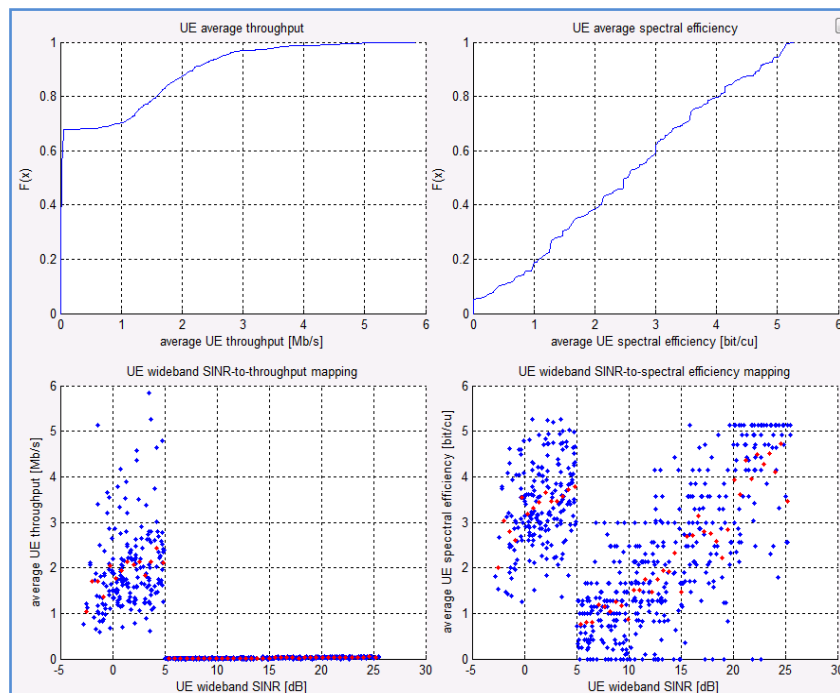 UE average throughput
1
0.8
0.6
0.4
0.2
0
F(x)
0 1 2 3 4 5 6
average UE throughput [Mb/s]
UE average spectral efficiency
1
0.8
0.6
0.4
0.2
0
F(x)
0 1 2 3 4 5 6
average UE spectral efficiency [bit/cu]
UE wideband SINR-to-throughput mapping
6
5
4
3
2
1
0
average UE throughput [Mb/s]
-5 0 5 10 15 20 25 30
UE wideband SINR [dB]
UE wideband SINR-to-spectral efficiency mapping
6
5
4
3
2
1
0
average UE specctral efficiency [bit/cu]
-5 0 5 10 15 20 25 30
UE wideband SINR [dB]